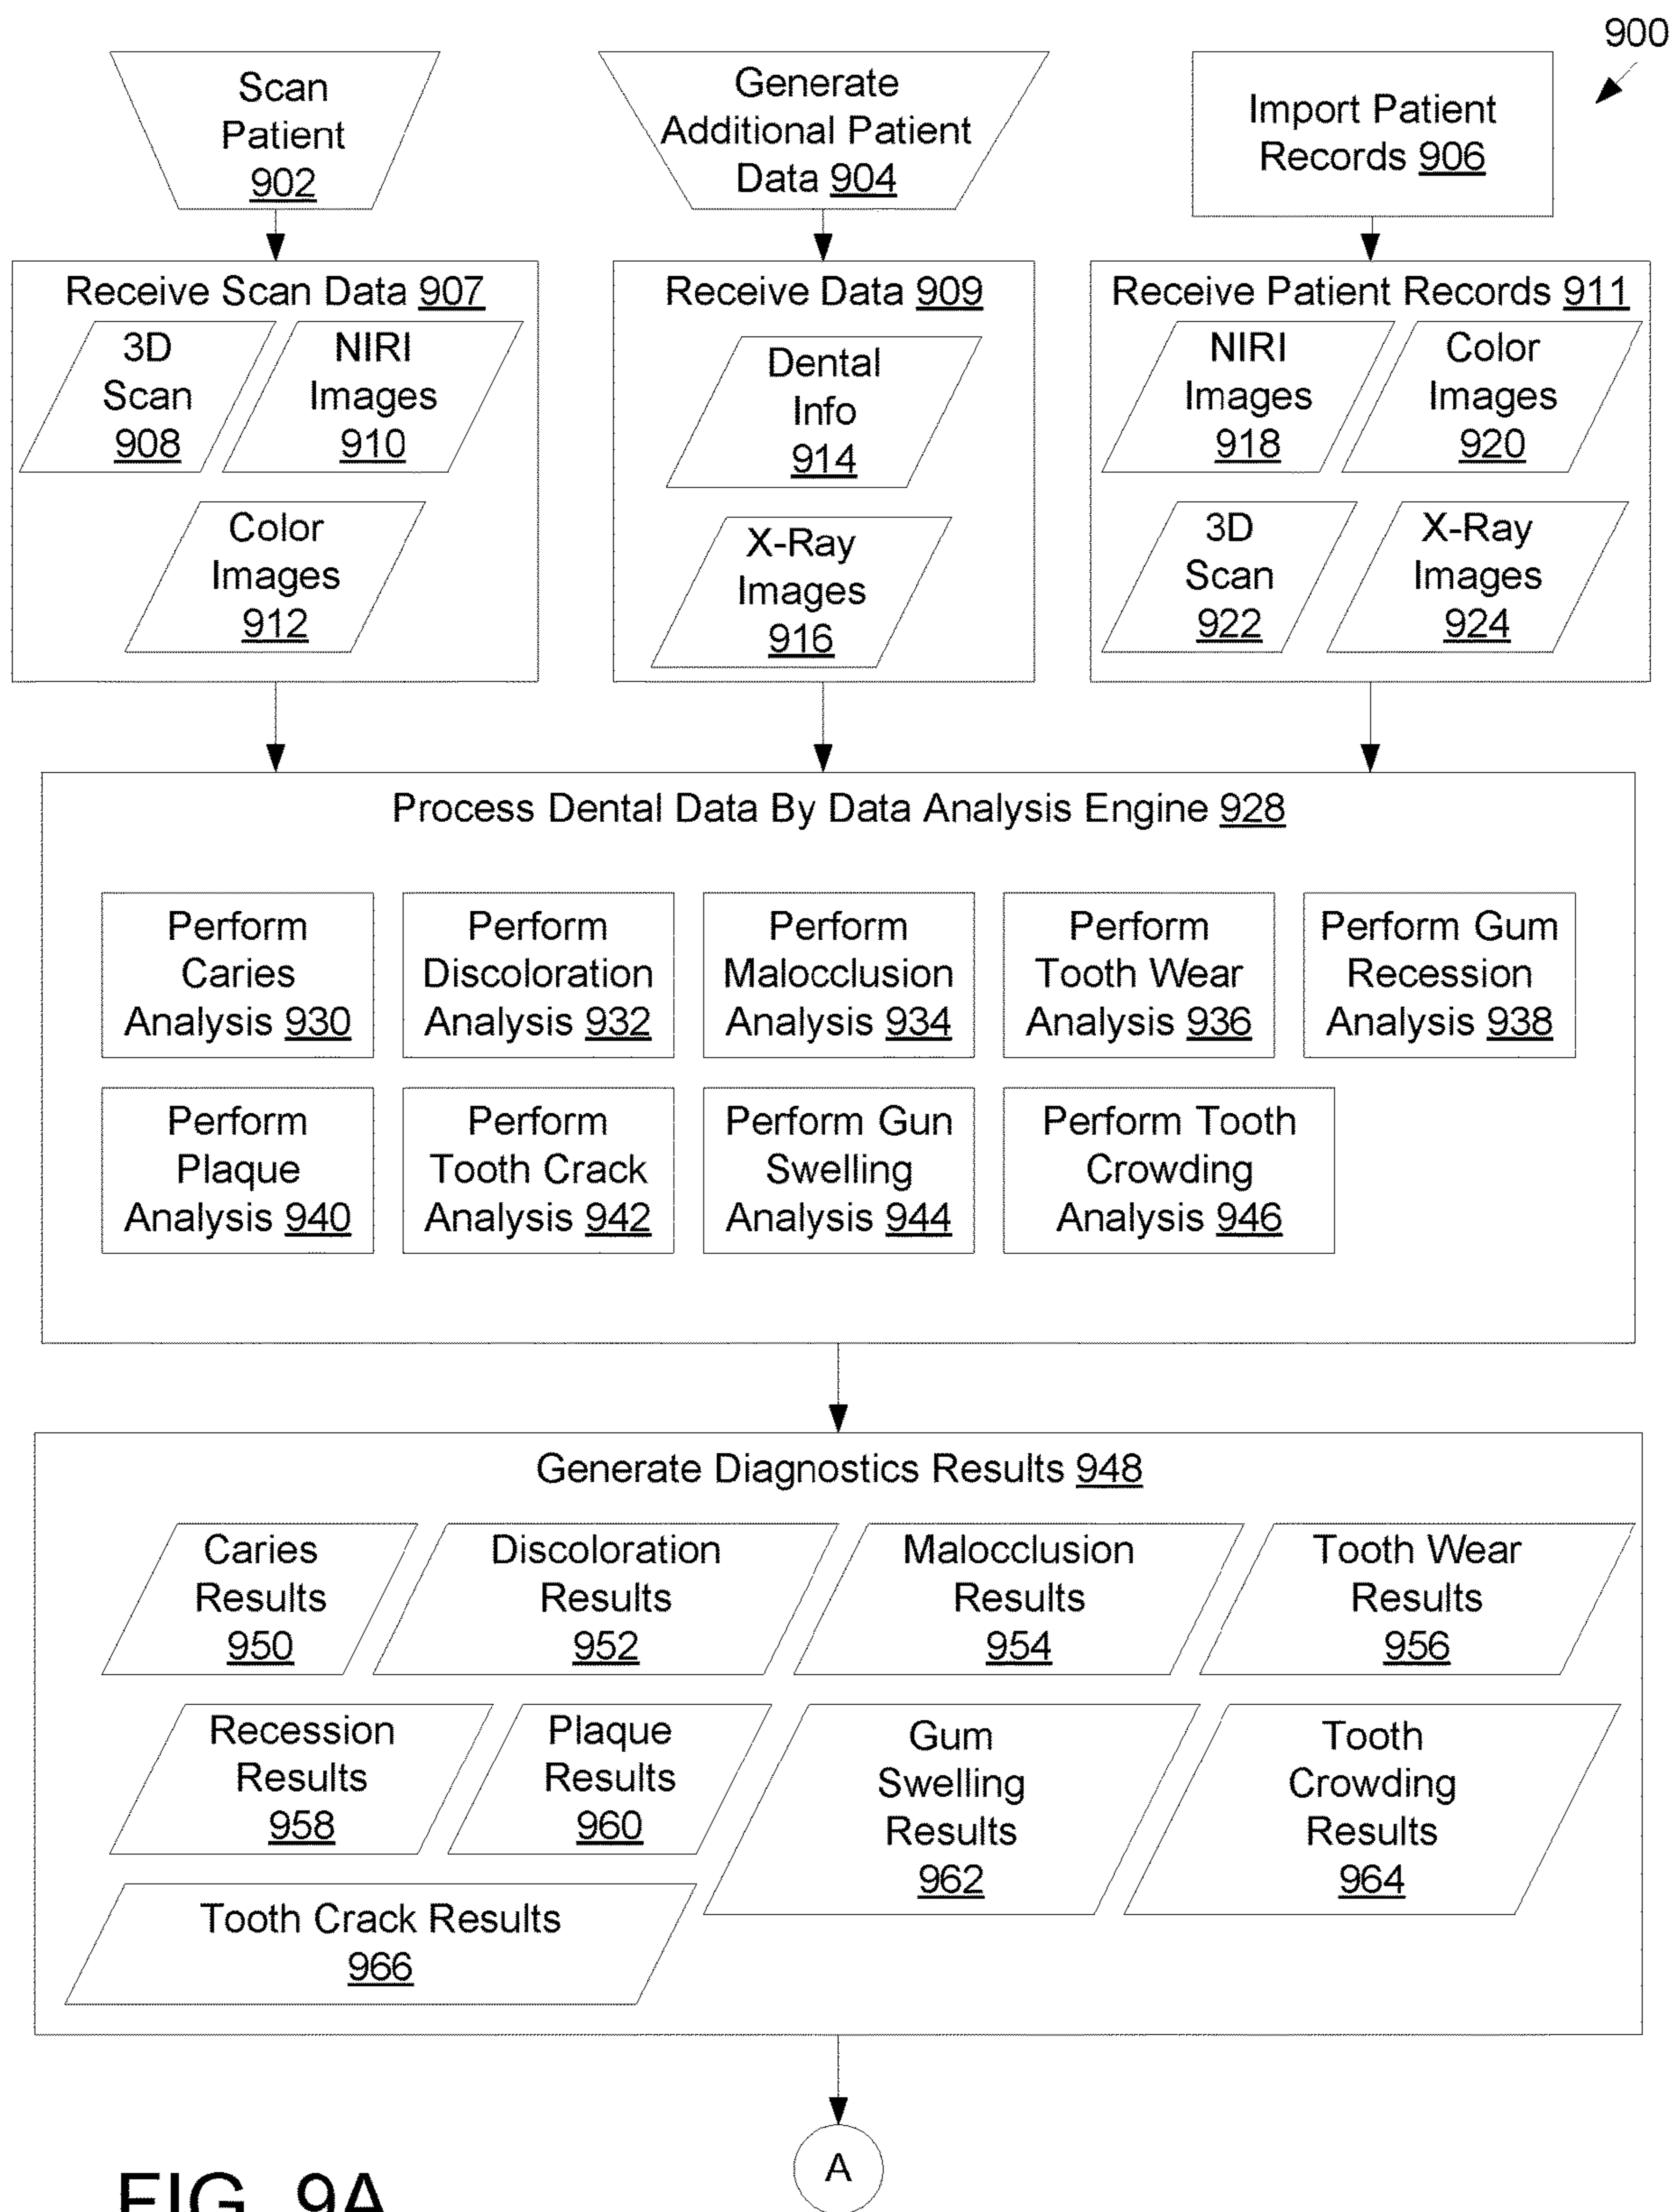 900
Scan
Patient
902
Generate
Additional Patient
Data 904
Import Patient
Records 906
Receive Scan Data 907
3D
Scan
908
NIRI
Images
910
Color
Images
912
Receive Data 909
Dental
Info
914
X-Ray
Images
916
Receive Patient Records 911
NIRI
Images
918
Color
Images
920
3D
Scan
922
X-Ray
Images
924
Process Dental Data By Data Analysis Engine 928
Perform
Caries
Analysis 930
Perform
Discoloration
Analysis 932
Perform
Malocclusion
Analysis 934
Perform
Tooth Wear
Analysis 936
Perform Gum
Recession
Analysis 938
Perform
Plaque
Analysis 940
Perform
Tooth Crack
Analysis 942
Perform Gun
Swelling
Analysis 944
Perform Tooth
Crowding
Analysis 946
Generate Diagnostics Results 948
Caries
Results
950
Discoloration
Results
952
Malocclusion
Results
954
Tooth Wear
Results
956
Recession
Results
958
Plaque
Results
960
Gum
Swelling
Results
962
Tooth
Crowding
Results
964
Tooth Crack Results
966
A
FIG. 9A